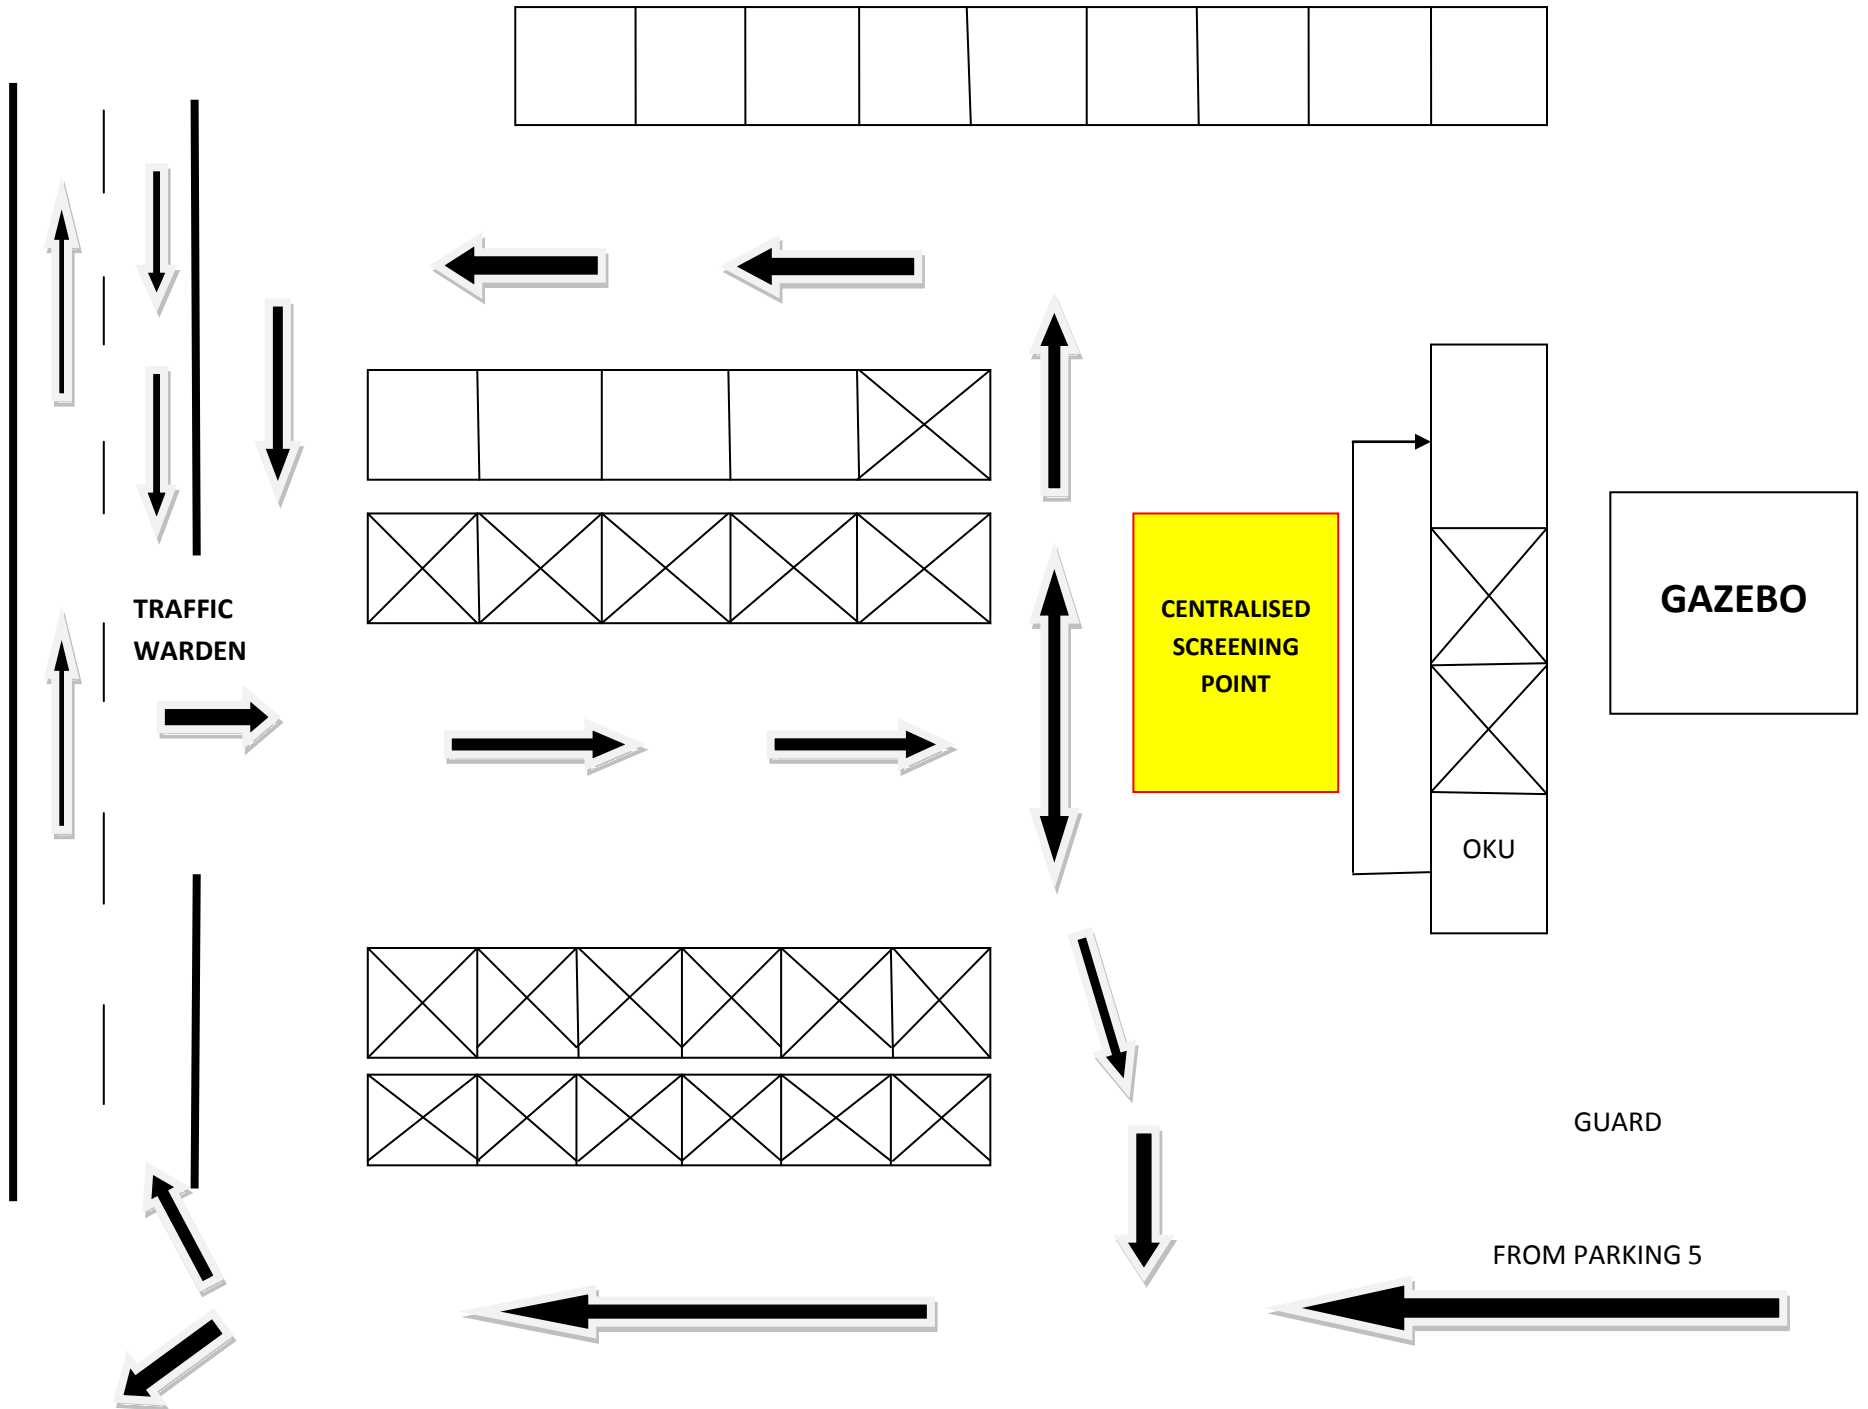 TRAFFIC
WARDEN
CENTRALISED
SCREENING
POINT
GAZEBO
OKU
GUARD
FROM PARKING 5